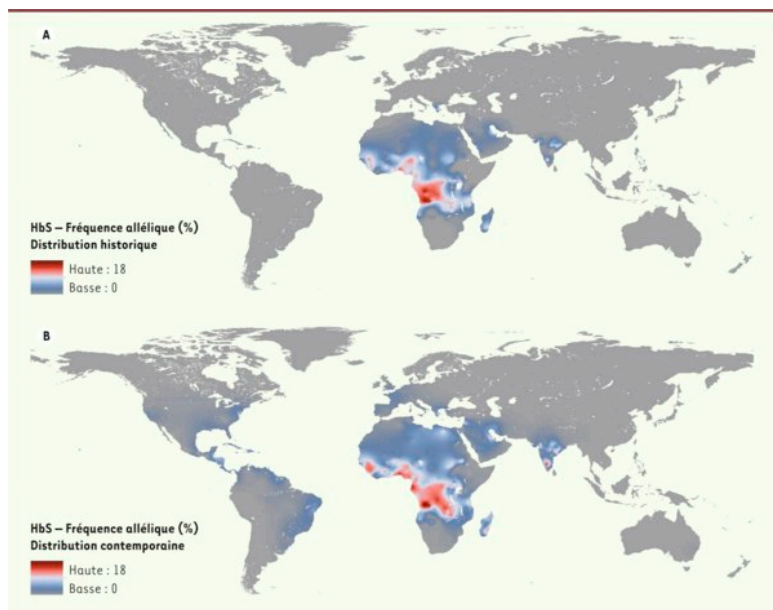 A
HbS – Fréquence allélique (%)
Distribution historique
Haute : 18
Basse : 0
B
HbS – Fréquence allélique (%)
Distribution contemporaine
Haute : 18
Basse : 0